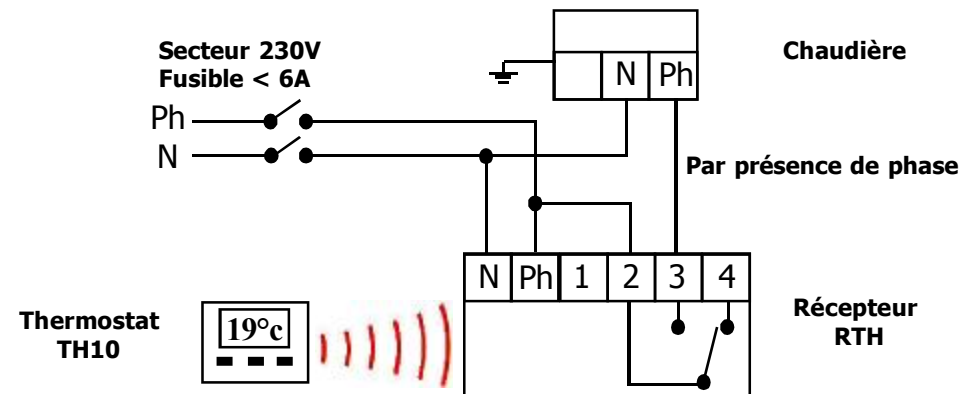 Secteur 230V
Fusible < 6A
Chaudière
N Ph
Ph
N
Par présence de phase
N Ph 1 2 3 4
Thermostat
TH10
19°c
Récepteur
RTH